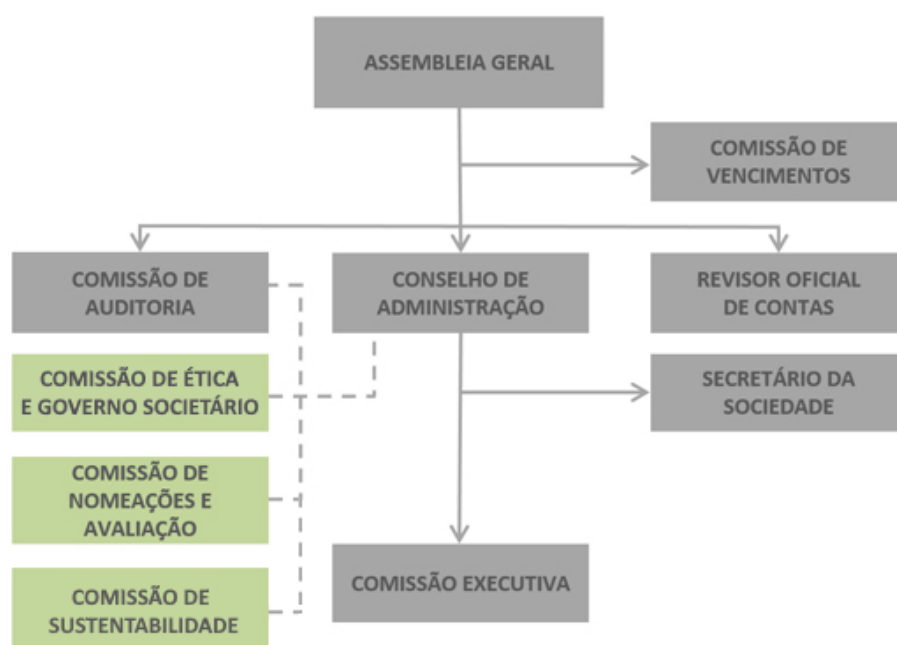 ASSEMBLEIA GERAL
COMISSÃO DE
VENCIMENTOS
COMISSÃO DE
AUDITORIA
CONSELHO DE
ADMINISTRAÇÃO
REVISOR OFICIAL
DE CONTAS
COMISSÃO DE ÉTICA
E GOVERNO SOCIETÁRIO
SECRETÁRIO DA
SOCIEDADE
COMISSÃO DE
NOMEAÇÕES E
AVALIAÇÃO
COMISSÃO EXECUTIVA
COMISSÃO DE
SUSTENTABILIDADE